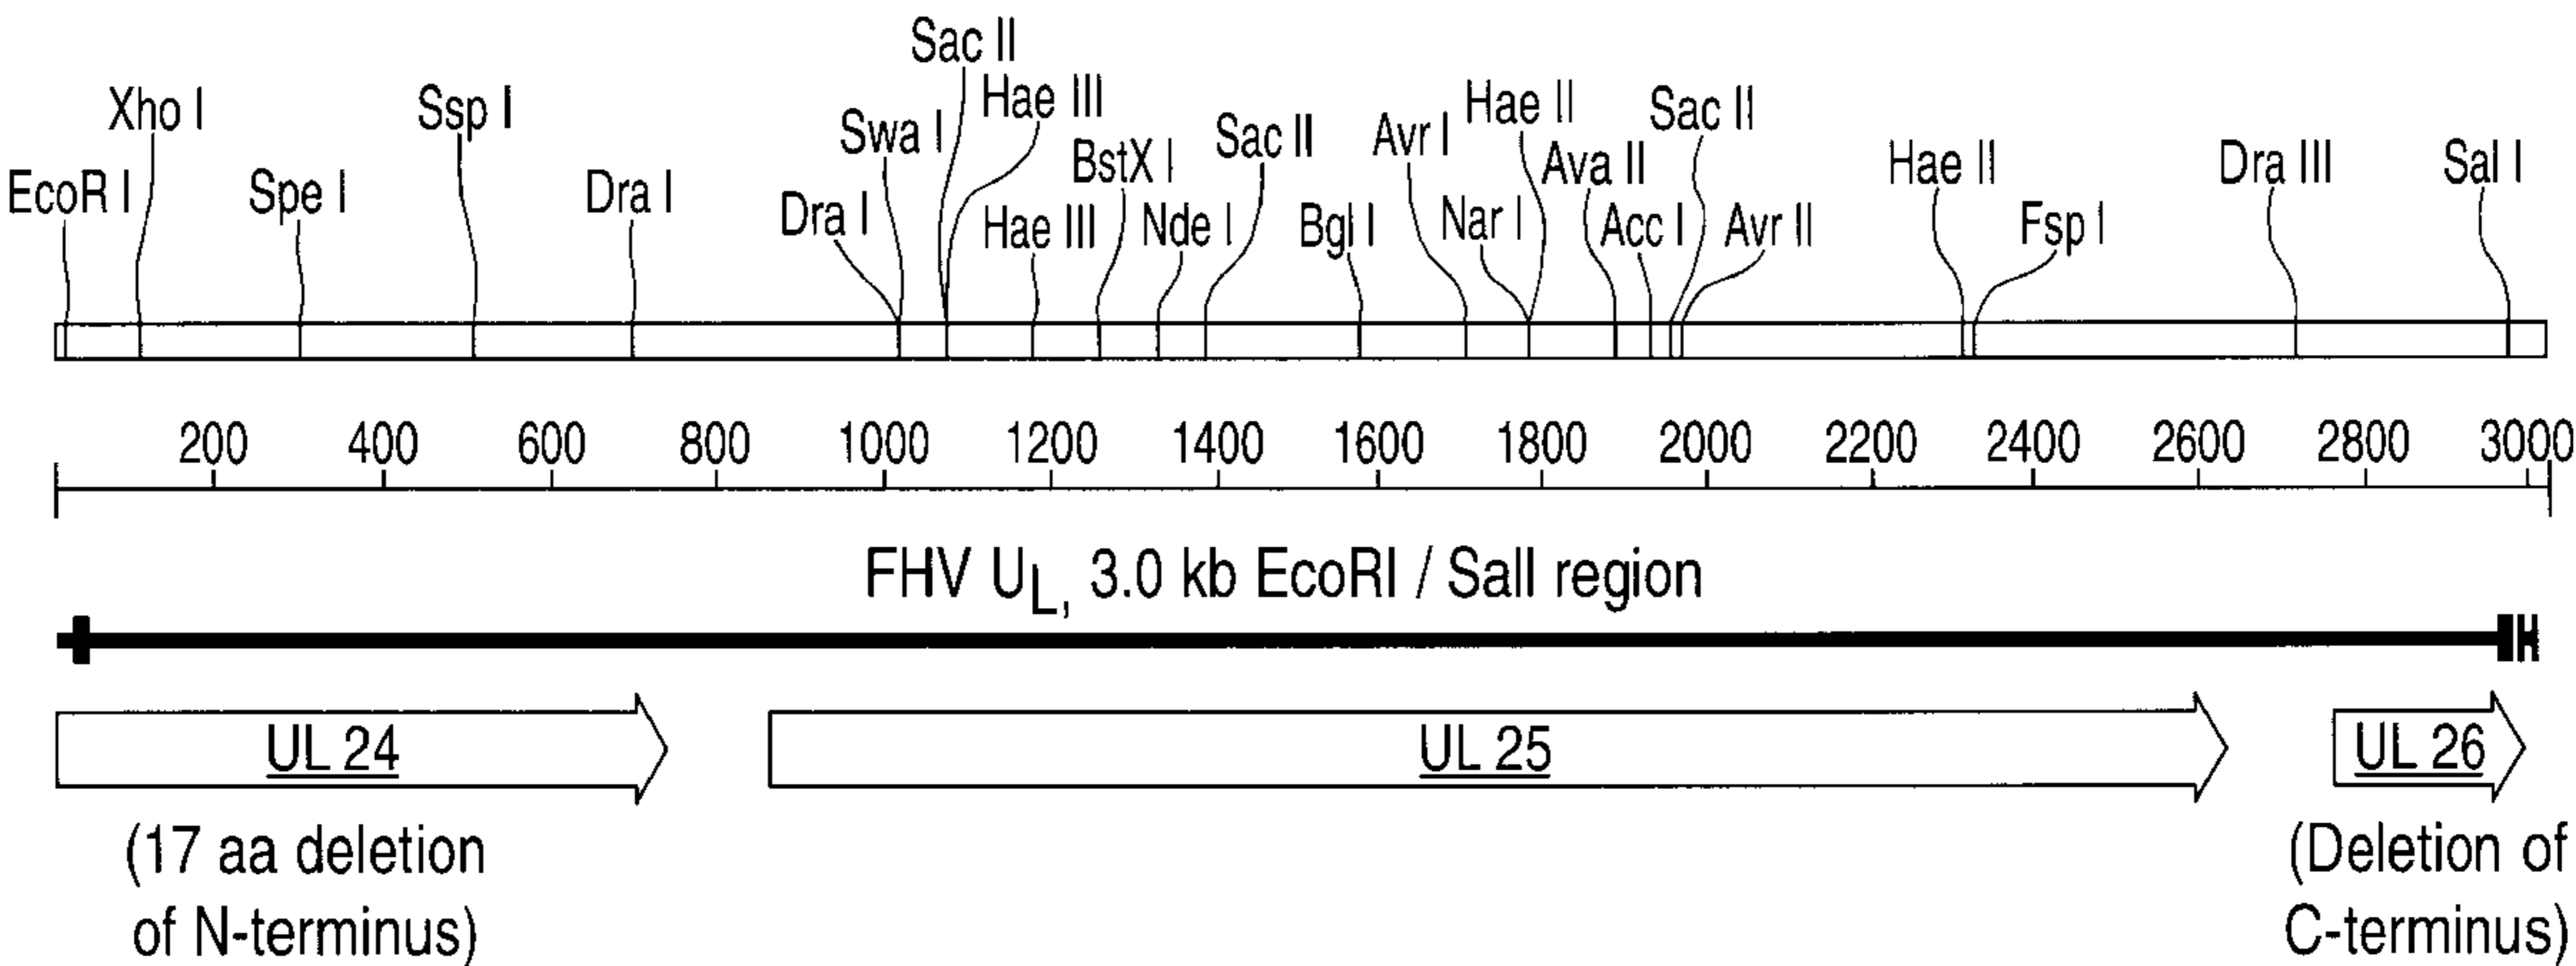 Sac II
Xho I
Ssp I
Hae III
Hae II
Sac II
Swa I
Sac II
Avr I
EcoR I
Spe I
Dra I
Dra I
BstX I
Ava II
Hae II
Dra III
Sal I
Hae III
Nde I
Bgl I
Nar I
Acc I
Avr II
Fsp I
200 400 600 800 1000 1200 1400 1600 1800 2000 2200 2400 2600 2800 3000
FHV UL, 3.0 kb EcoRI / SalI region
UL 24
UL 25
UL 26
(17 aa deletion
of N-terminus)
(Deletion of
C-terminus)